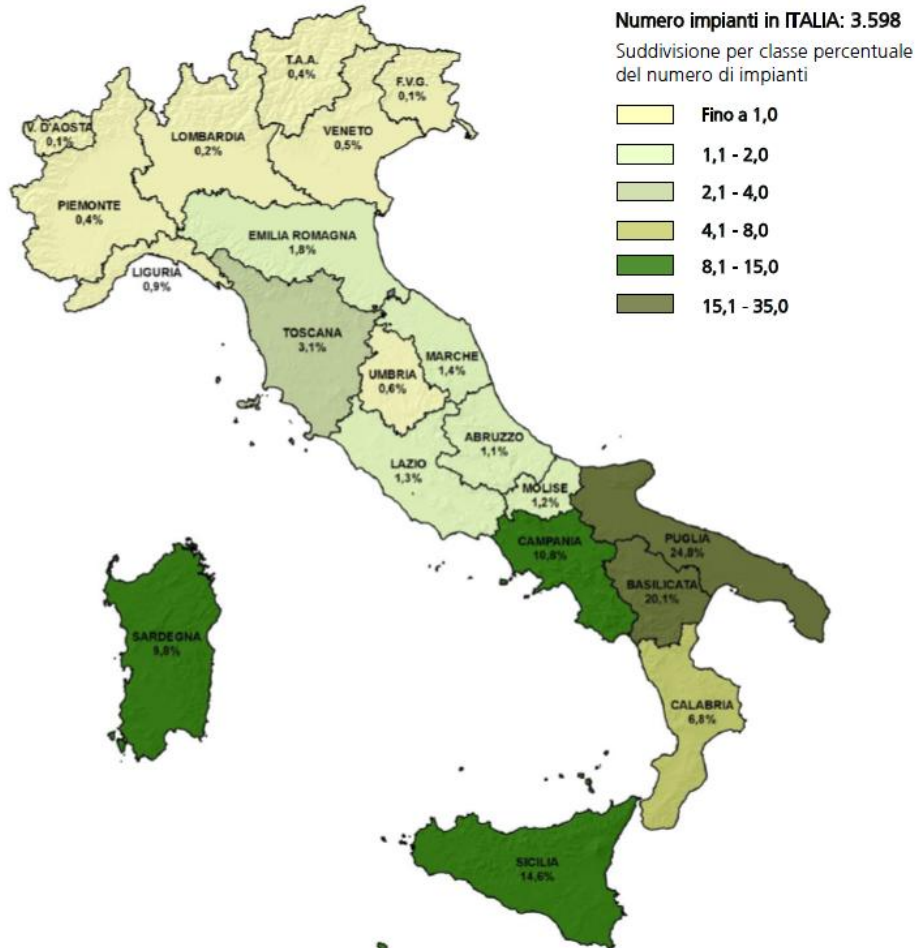 Numero impianti in ITALIA: 3.598
Suddivisione per classe percentuale
del numero di impianti
Fino a 1,0
1,1 - 2,0
2,1 - 4,0
4,1 - 8,0
8,1 - 15,0
15,1 - 35,0
T.A.A.
0,4%
F.V.G.
0,1%
V. D'AOSTA
0,1%
LOMBARDIA
0,2%
VENETO
0,5%
PIEMONTE
0,4%
EMILIA ROMAGNA
1,8%
LIGURIA
0,9%
TOSCANA
3,1%
MARCHE
1,4%
UMBRIA
0,6%
ABRUZZO
1,1%
LAZIO
1,3%
MOLISE
1,2%
CAMPANIA
10,8%
PUGLIA
24,8%
BASILICATA
20,1%
SARDEGNA
9,8%
CALABRIA
6,8%
SICILIA
14,6%